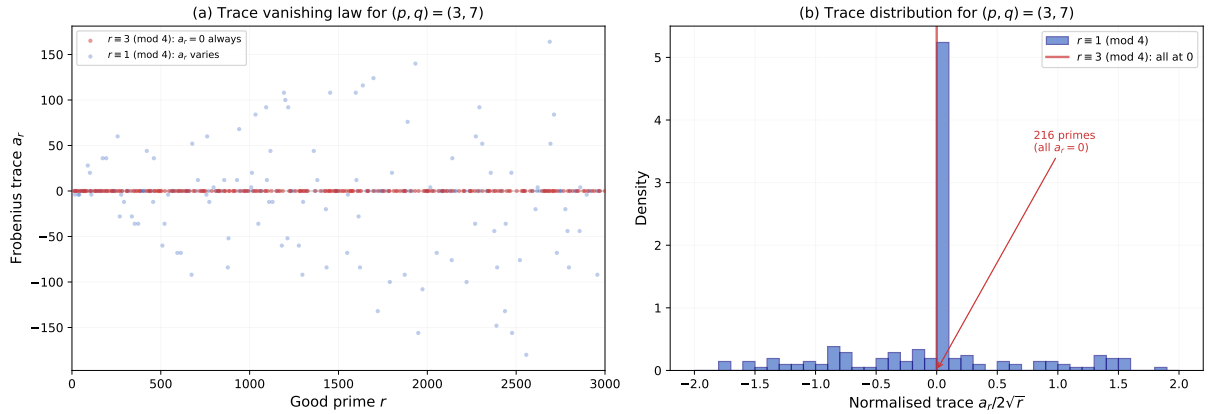 (a) Trace vanishing law for (p, q) = (3, 7)
r ≡ 3 (mod 4): a_r = 0 always
r ≡ 1 (mod 4): a_r varies
Frobenius trace a_r
150
100
50
0
−50
−100
−150
0 500 1000 1500 2000 2500 3000
Good prime r
(b) Trace distribution for (p, q) = (3, 7)
r ≡ 1 (mod 4)
r ≡ 3 (mod 4): all at 0
216 primes
(all a_r = 0)
Density
5
4
3
2
1
0
−2.0 −1.5 −1.0 −0.5 0.0 0.5 1.0 1.5 2.0
Normalised trace a_r/2√r